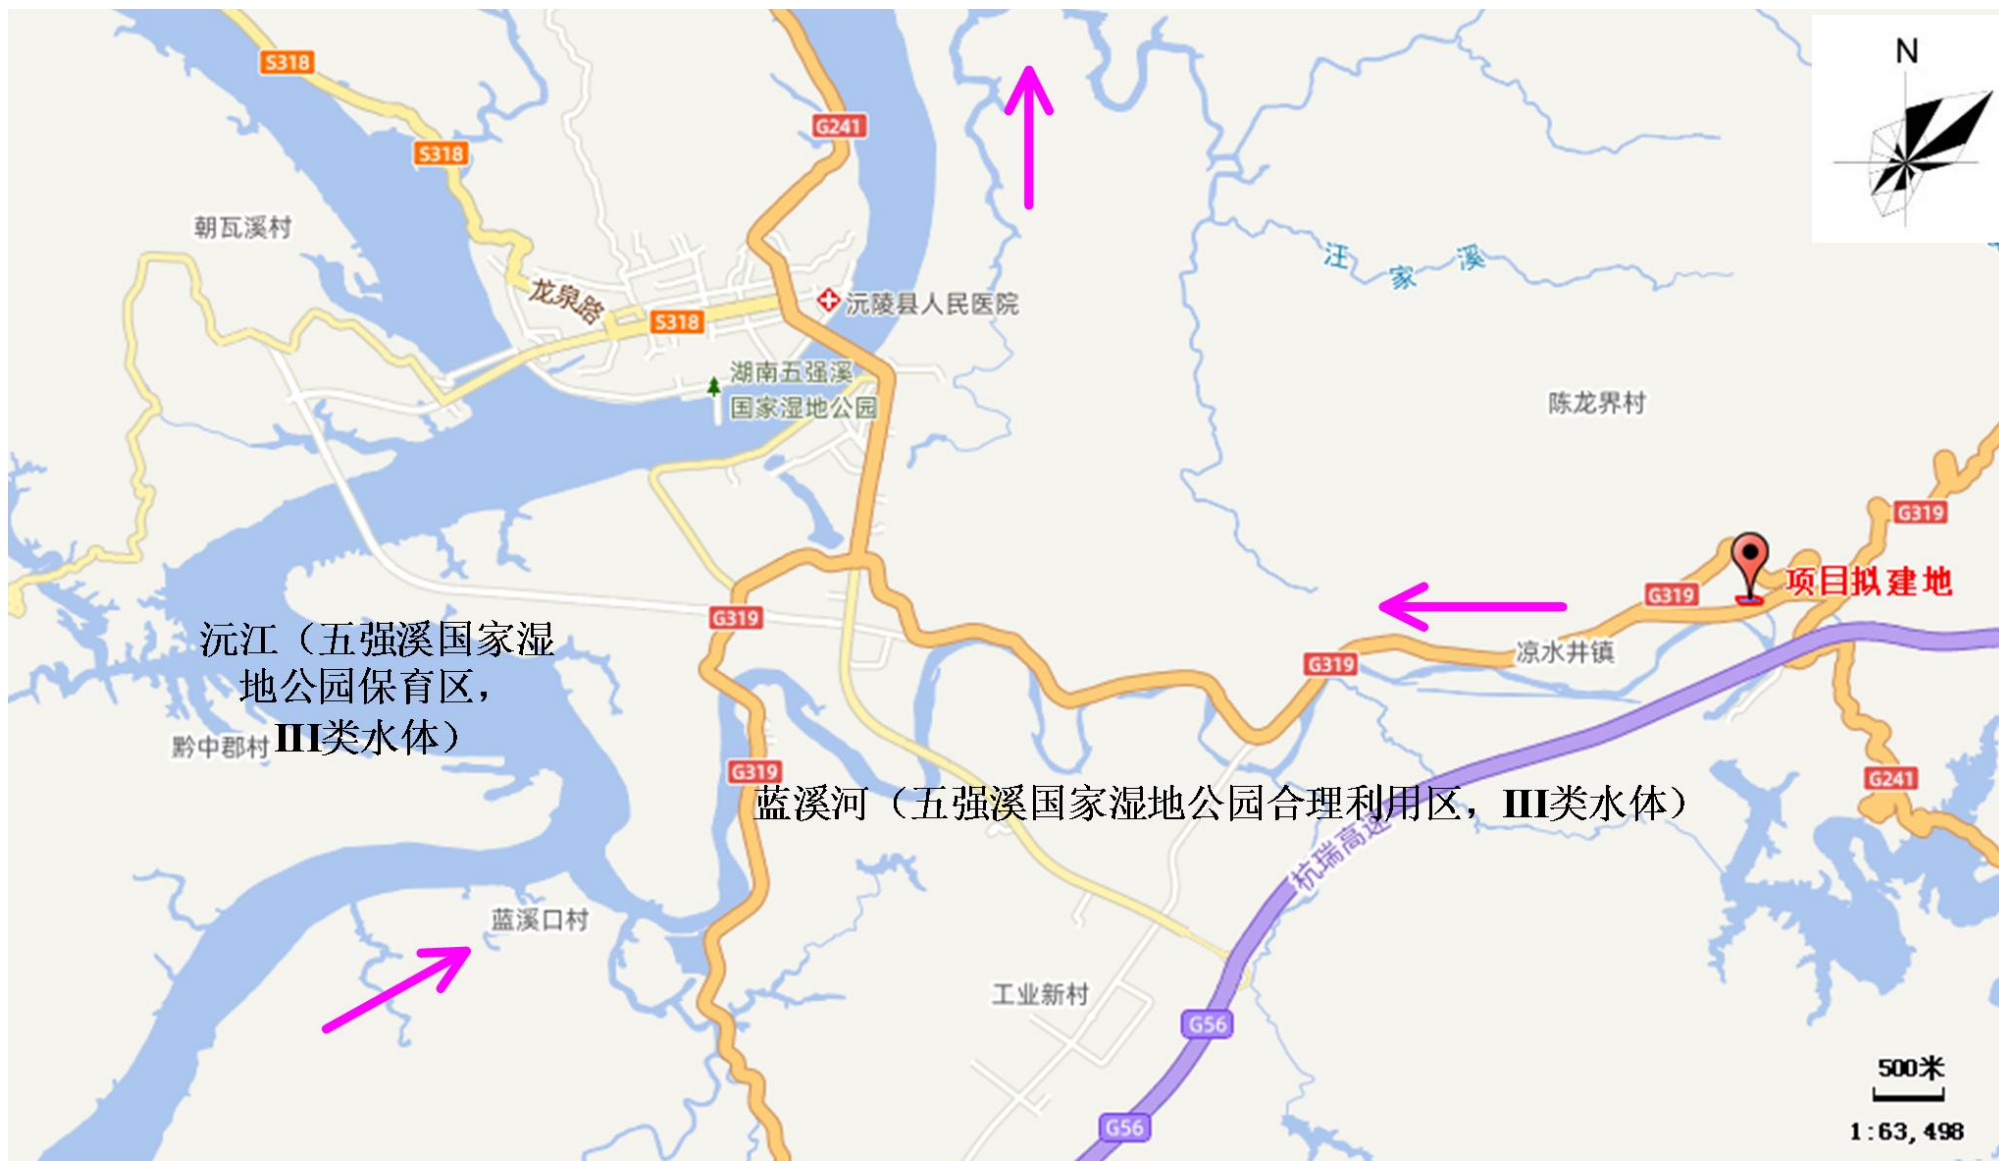 S318
N
G241
S318
朝瓦溪村
汪家溪
龙泉路
沅陵县人民医院
S318
湖南五强溪
国家湿地公园
陈龙界村
G319
项目拟建地
G319
G319
沅江（五强溪国家湿
地公园保育区，
III类水体）
凉水井镇
G319
黔中郡村
G319
G241
蓝溪河（五强溪国家湿地公园合理利用区，III类水体）
杭瑞高速
蓝溪口村
工业新村
G56
500米
G56
1:63,498